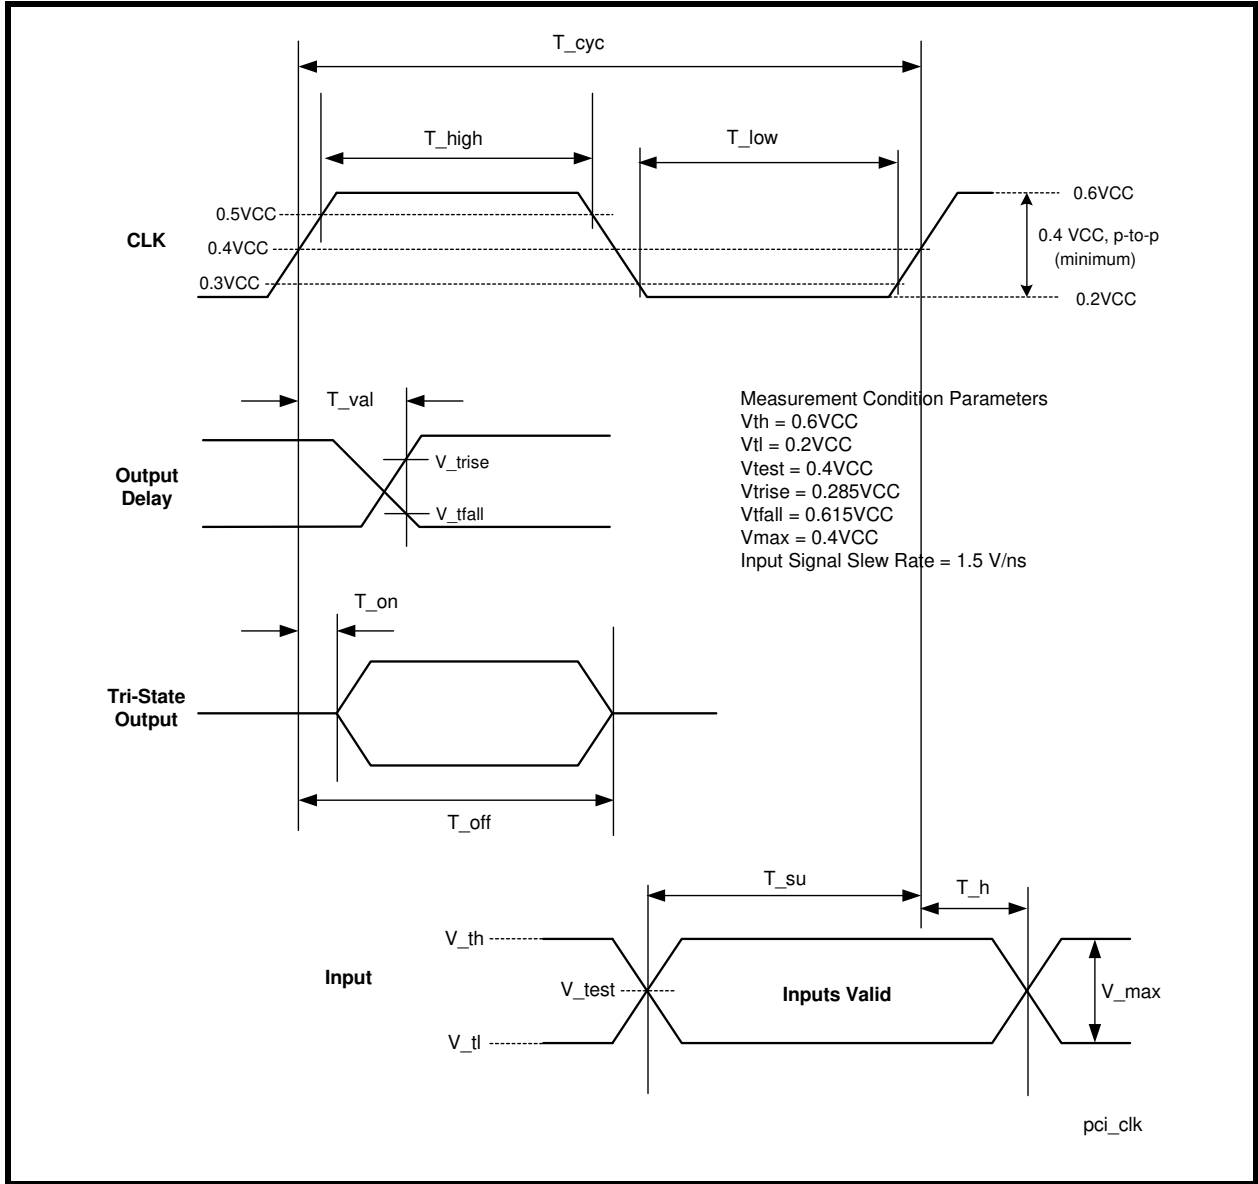 T_cyc
T_high
T_low
0.5VCC
0.4VCC
0.3VCC
CLK
0.6VCC
0.4 VCC, p-to-p
(minimum)
0.2VCC
T_val
V_trise
V_tfall
Output
Delay
Measurement Condition Parameters
Vth = 0.6VCC
Vtl = 0.2VCC
Vtest = 0.4VCC
Vtrise = 0.285VCC
Vtfall = 0.615VCC
Vmax = 0.4VCC
Input Signal Slew Rate = 1.5 V/ns
T_on
Tri-State
Output
T_off
T_su
T_h
V_th
Input
V_test
Inputs Valid
V_max
V_tl
pci_clk